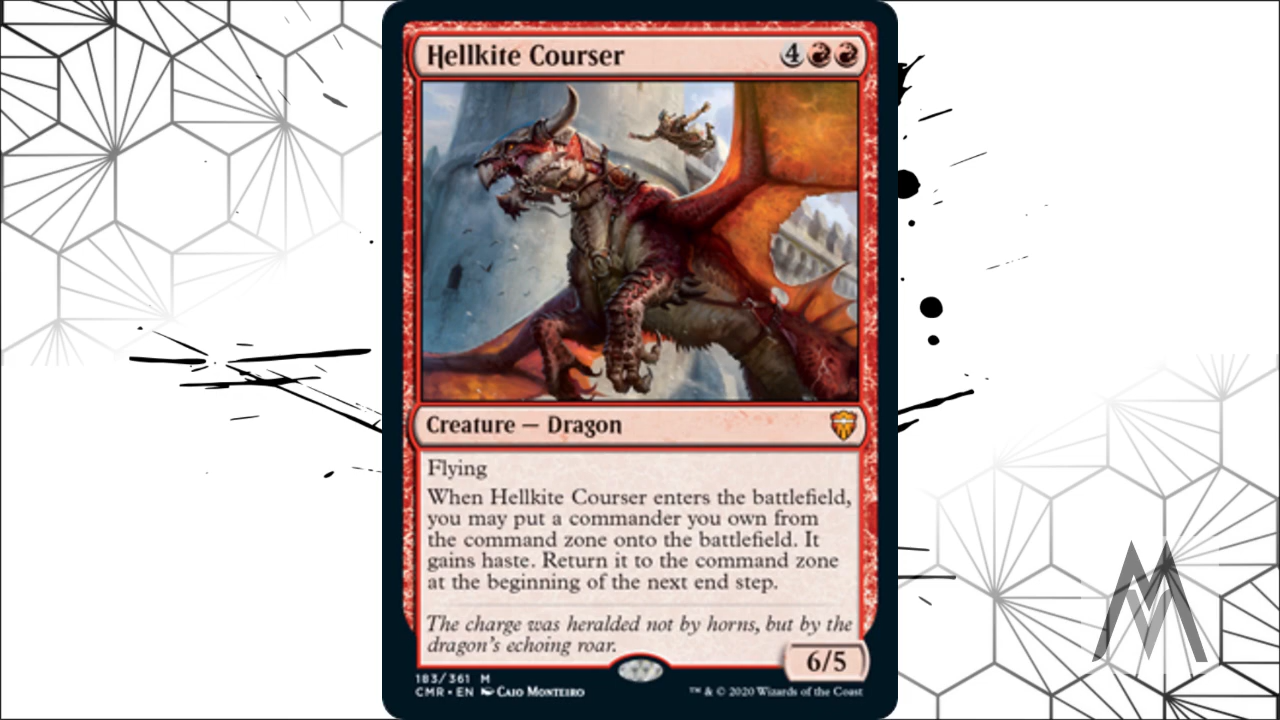 Hellkite Courser 4
Creature — Dragon
Flying
When Hellkite Courser enters the battlefield,
you may put a commander you own from
the command zone onto the battlefield. It
gains haste. Return it to the command zone
at the beginning of the next end step.
The charge was heralded not by horns, but by the
dragon's echoing roar.
6/5
183/361 M
CMR • EN Caio Monteiro
™ & © 2020 Wizards of the Coast